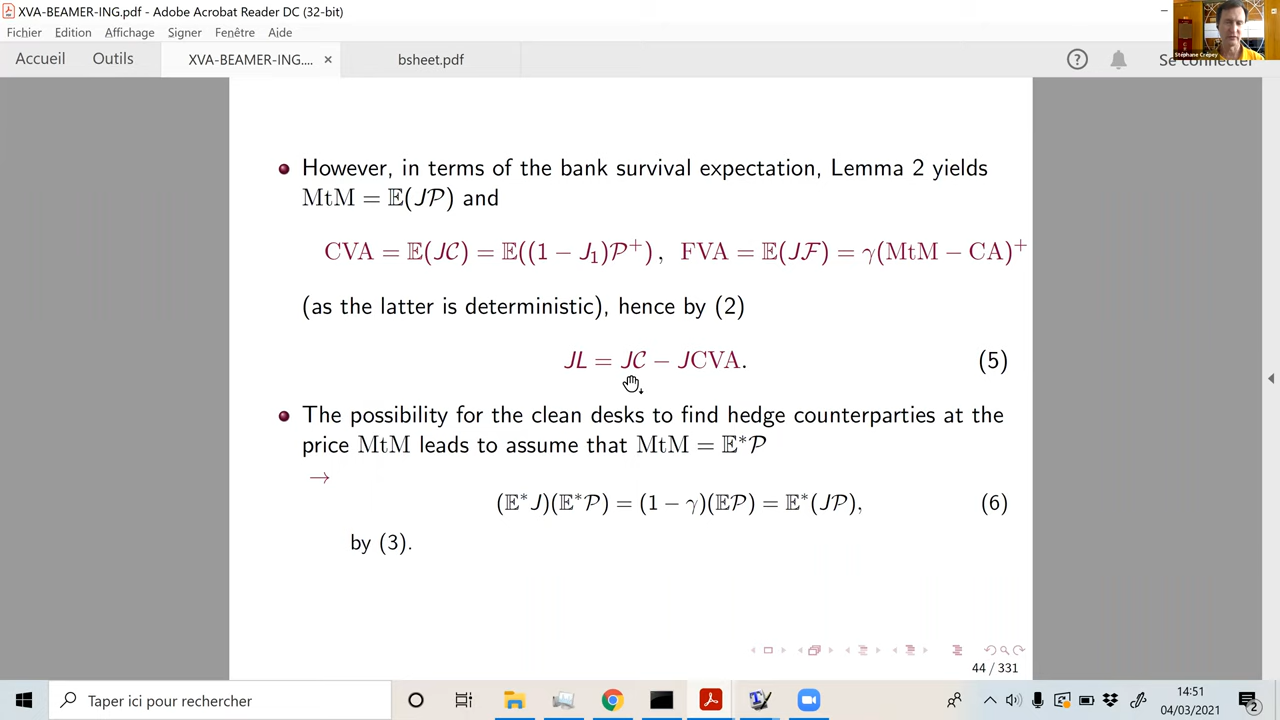 XVA-BEAMER-ING.pdf - Adobe Acrobat Reader DC (32-bit)
Fichier Edition Affichage Signer Fenêtre Aide
Accueil Outils XVA-BEAMER-ING.... × bsheet.pdf ? Se connecter
Stéphane Crépey
However, in terms of the bank survival expectation, Lemma 2 yields
MtM = 𝔼(J𝒫) and
CVA = 𝔼(J𝒞) = 𝔼((1 − J₁)𝒫⁺), FVA = 𝔼(Jℱ) = γ(MtM − CA)⁺
(as the latter is deterministic), hence by (2)
JL = J𝒞 − JCVA. (5)
The possibility for the clean desks to find hedge counterparties at the
price MtM leads to assume that MtM = 𝔼*𝒫
→
(𝔼*J)(𝔼*𝒫) = (1 − γ)(𝔼𝒫) = 𝔼*(J𝒫), (6)
by (3).
44 / 331
Taper ici pour rechercher
14:51
04/03/2021
2